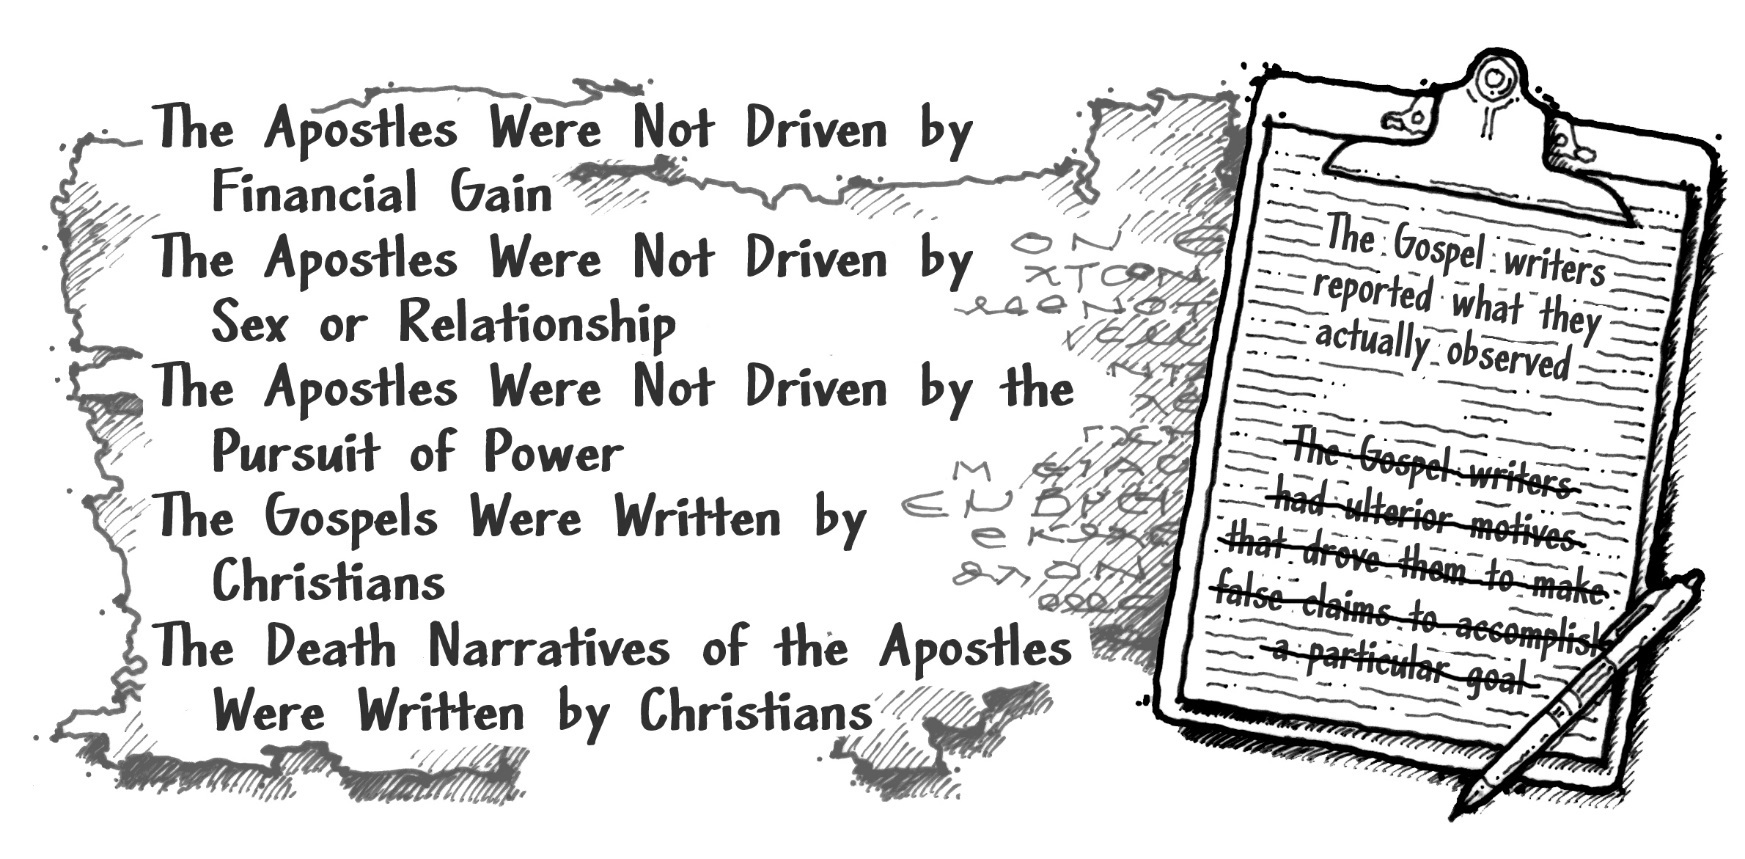 The Apostles Were Not Driven by
Financial Gain
The Apostles Were Not Driven by
Sex or Relationship
The Apostles Were Not Driven by the
Pursuit of Power
The Gospels Were Written by
Christians
The Death Narratives of the Apostles
Were Written by Christians
The Gospel writers
reported what they
actually observed
The Gospel writers
had ulterior motives
that drove them to make
false claims to accomplish
a particular goal